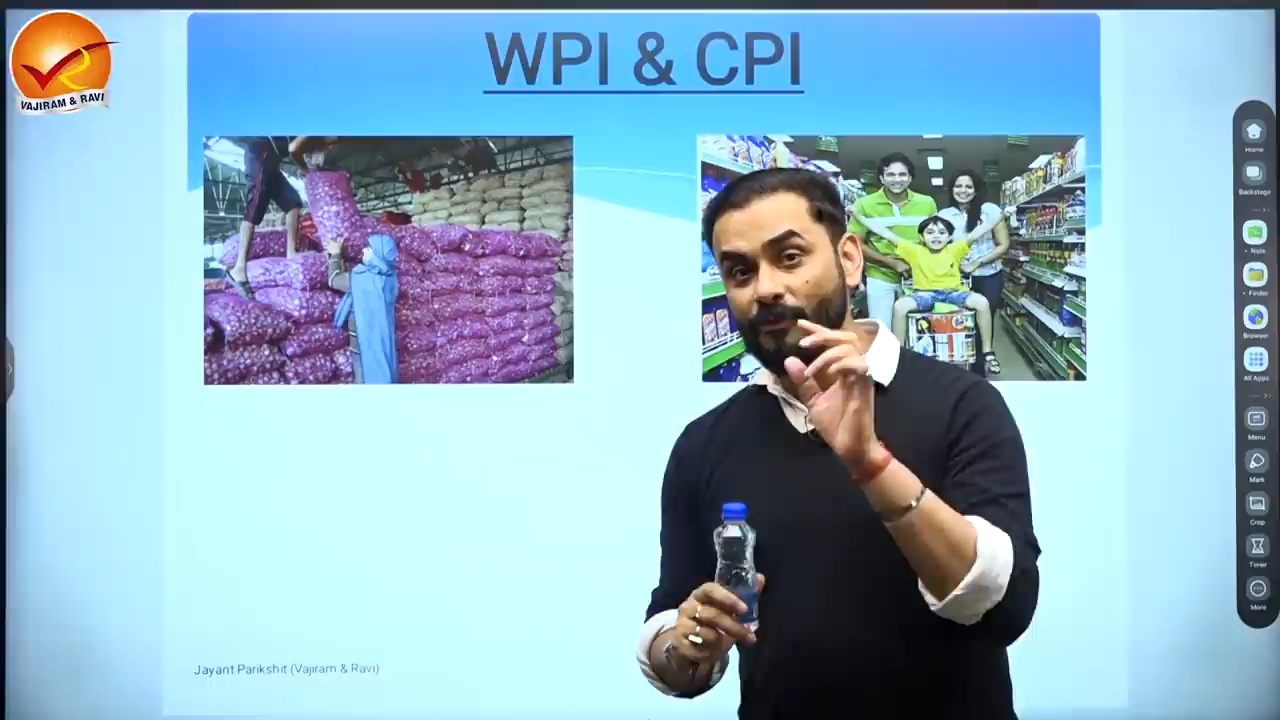 VAJIRAM & RAVI
WPI & CPI
Jayant Parikshit (Vajiram & Ravi)
Home
Backstage
Note
Finder
Browser
All Apps
Menu
Mark
Crop
Timer
More